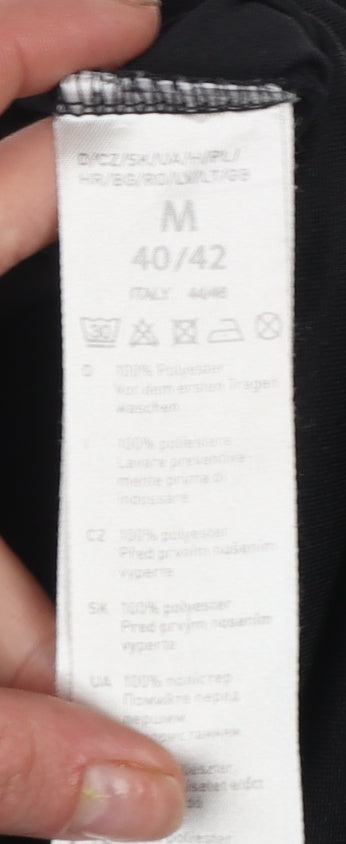 D/CZ/SK/UA/H/PL/
HR/BG/RO/LV/LT/GB
M
40/42
ITALY 44/46
30
D 100% Polyester
Vor dem ersten Tragen
waschen
I 100% poliestere
Lavare preventiva-
mente prima di
indossare
CZ 100% polyester
Před prvním nošením
vyperte
SK 100% polyester
Pred prvým nosením
vyperte
UA 100% поліестер
Помийте перед
першим